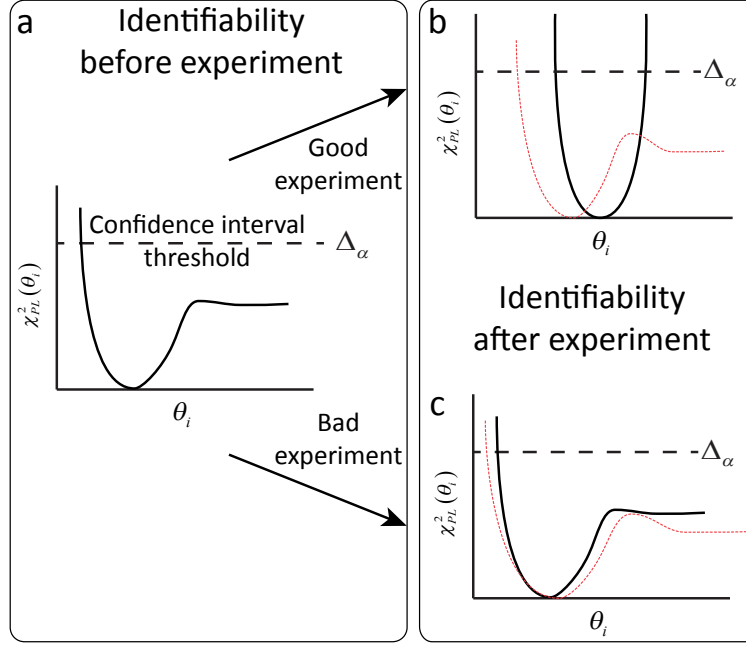 a
Identifiability
before experiment
Good
experiment
Confidence interval
threshold
Δα
χ²PL(θi)
θi
Bad
experiment
b
Δα
χ²PL(θi)
θi
Identifiability
after experiment
c
Δα
χ²PL(θi)
θi